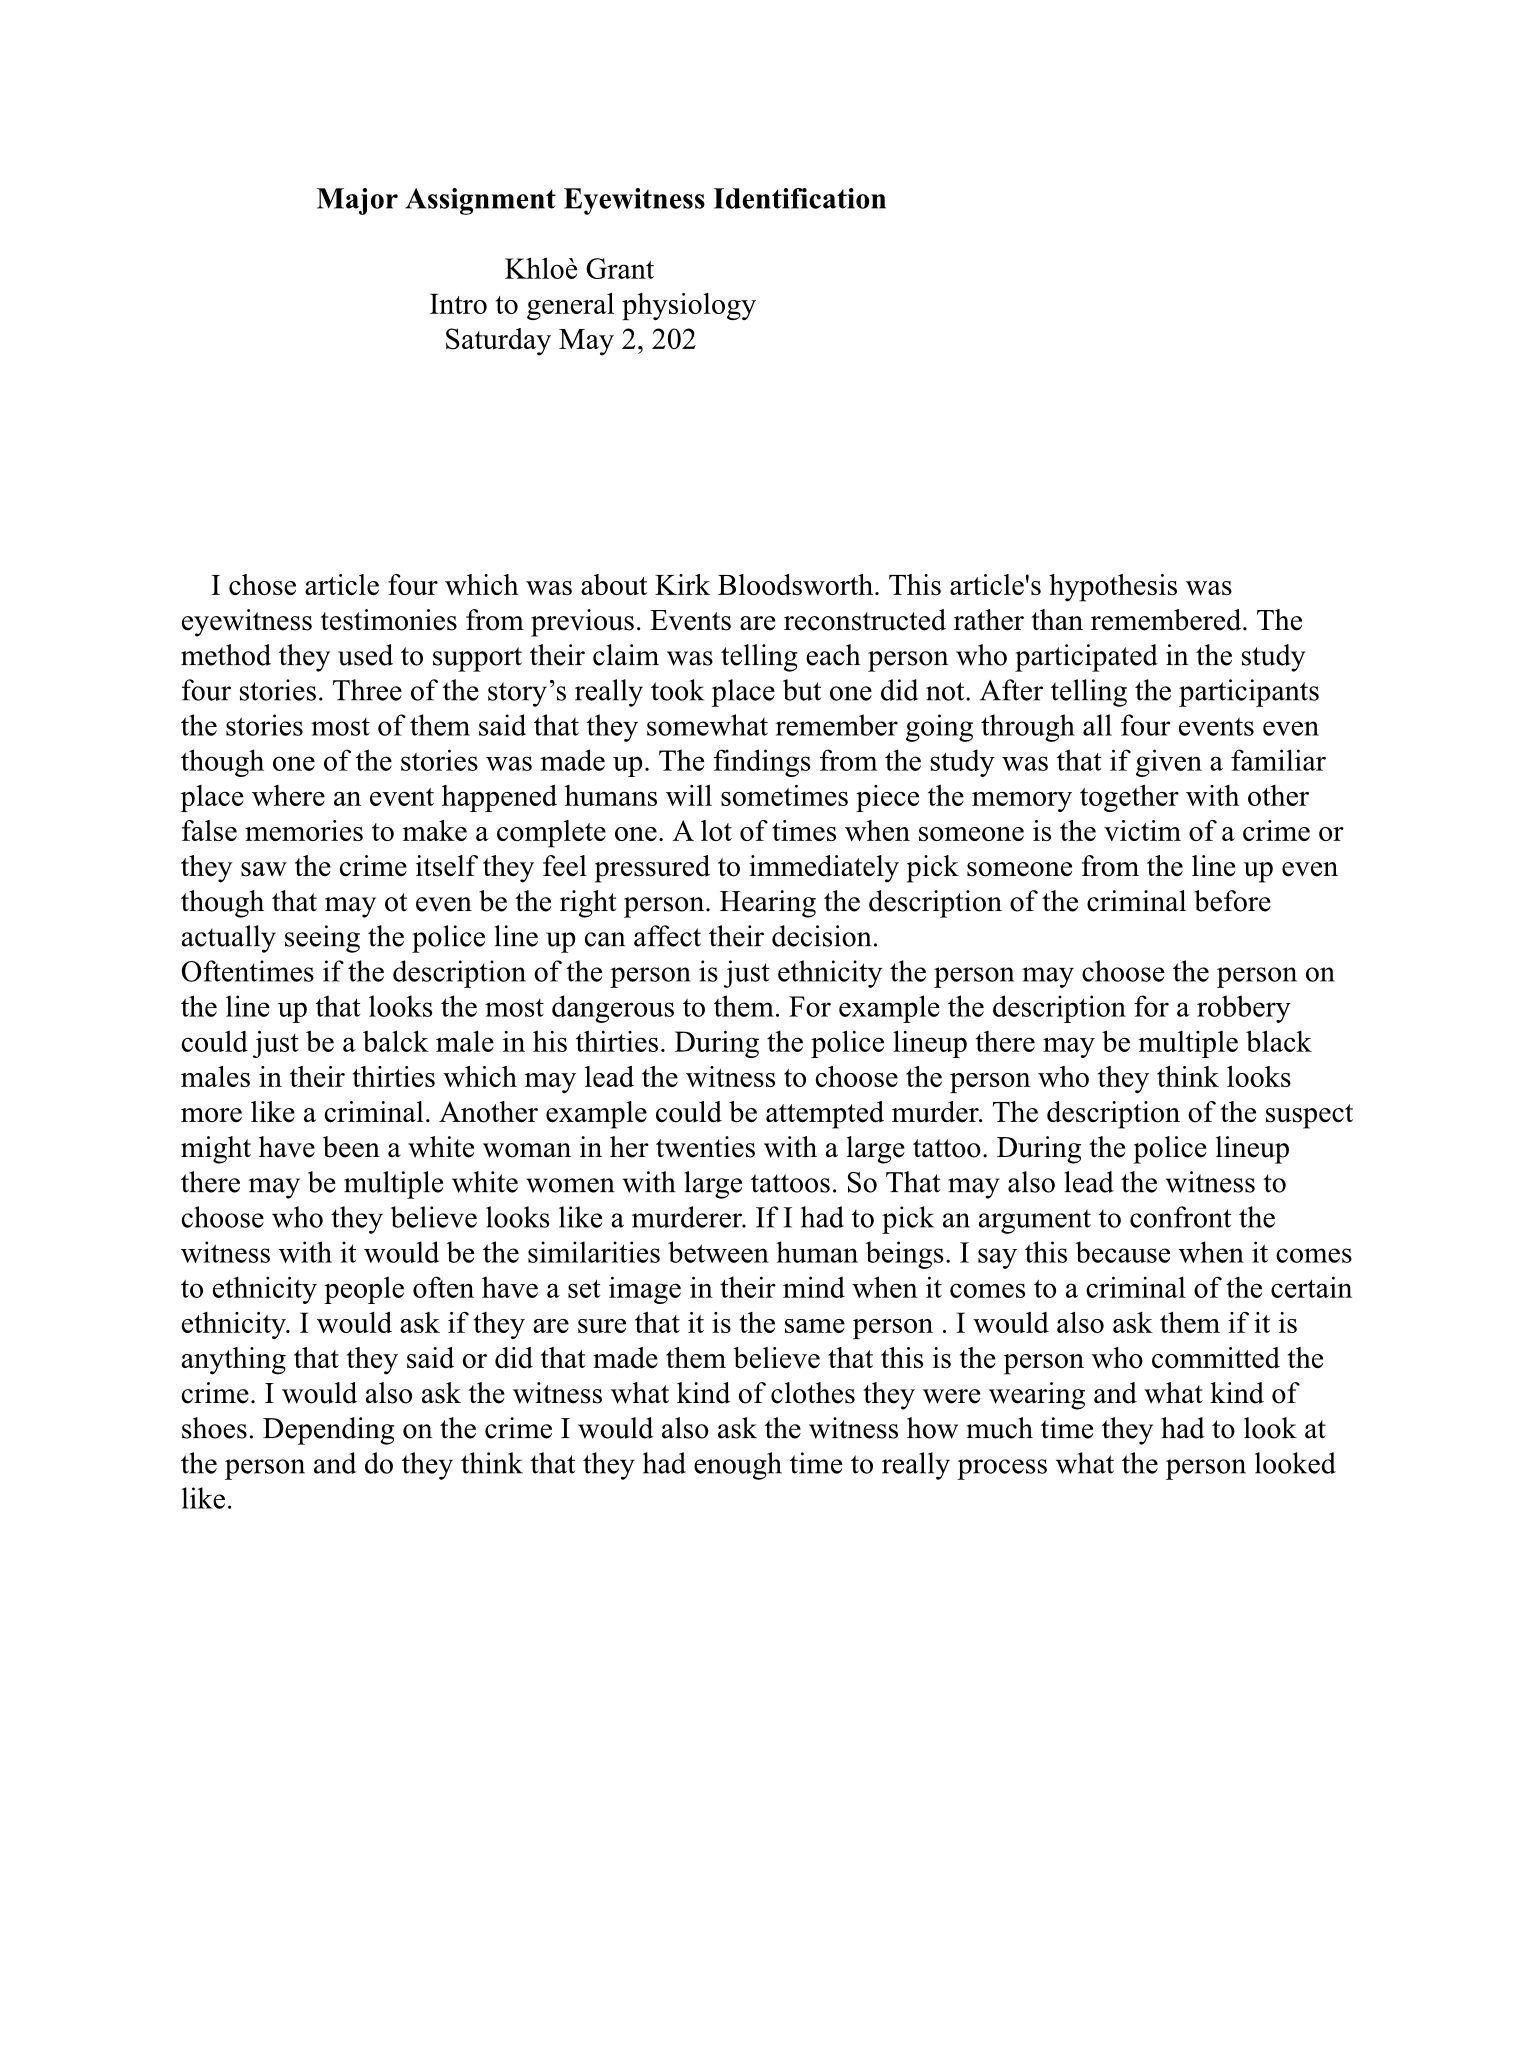 Major Assignment Eyewitness Identification
Khloè Grant
Intro to general physiology
Saturday May 2, 202
I chose article four which was about Kirk Bloodsworth. This article's hypothesis was
eyewitness testimonies from previous. Events are reconstructed rather than remembered. The
method they used to support their claim was telling each person who participated in the study
four stories. Three of the story’s really took place but one did not. After telling the participants
the stories most of them said that they somewhat remember going through all four events even
though one of the stories was made up. The findings from the study was that if given a familiar
place where an event happened humans will sometimes piece the memory together with other
false memories to make a complete one. A lot of times when someone is the victim of a crime or
they saw the crime itself they feel pressured to immediately pick someone from the line up even
though that may ot even be the right person. Hearing the description of the criminal before
actually seeing the police line up can affect their decision.
Oftentimes if the description of the person is just ethnicity the person may choose the person on
the line up that looks the most dangerous to them. For example the description for a robbery
could just be a balck male in his thirties. During the police lineup there may be multiple black
males in their thirties which may lead the witness to choose the person who they think looks
more like a criminal. Another example could be attempted murder. The description of the suspect
might have been a white woman in her twenties with a large tattoo. During the police lineup
there may be multiple white women with large tattoos. So That may also lead the witness to
choose who they believe looks like a murderer. If I had to pick an argument to confront the
witness with it would be the similarities between human beings. I say this because when it comes
to ethnicity people often have a set image in their mind when it comes to a criminal of the certain
ethnicity. I would ask if they are sure that it is the same person . I would also ask them if it is
anything that they said or did that made them believe that this is the person who committed the
crime. I would also ask the witness what kind of clothes they were wearing and what kind of
shoes. Depending on the crime I would also ask the witness how much time they had to look at
the person and do they think that they had enough time to really process what the person looked
like.